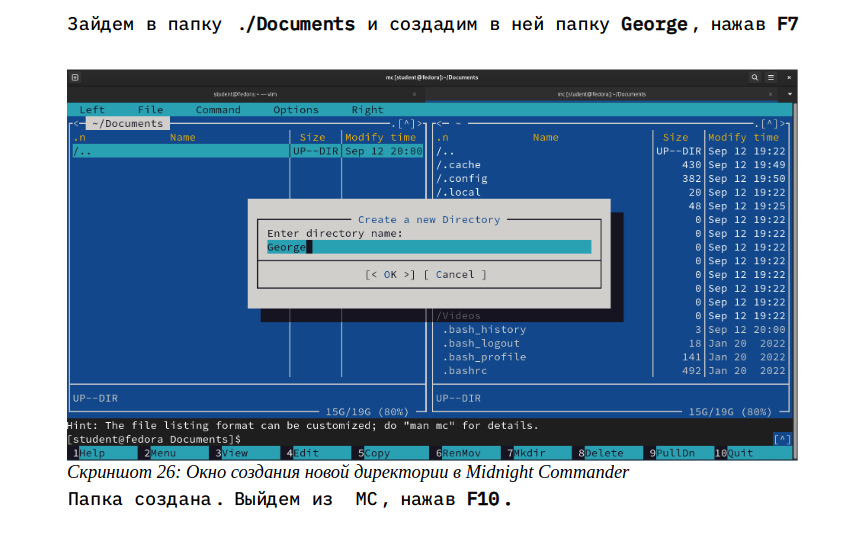 Зайдем в папку ./Documents и создадим в ней папку George, нажав F7
mc [student@fedora]:~/Documents
student@fedora:~ — vim
mc [student@fedora]:~/Documents
Left File Command Options Right
<─ ~/Documents .[^]>
.n Name Size Modify time
/.. UP--DIR Sep 12 20:00
UP--DIR
15G/19G (80%)
<─ ~ .[^]>
.n Name Size Modify time
/.. UP--DIR Sep 12 19:22
/.cache 430 Sep 12 19:49
/.config 382 Sep 12 19:50
/.local 20 Sep 12 19:22
48 Sep 12 19:25
0 Sep 12 19:22
0 Sep 12 19:22
0 Sep 12 19:22
0 Sep 12 19:22
0 Sep 12 19:22
0 Sep 12 19:22
0 Sep 12 19:22
/Videos 0 Sep 12 19:22
.bash_history 3 Sep 12 20:00
.bash_logout 18 Jan 20 2022
.bash_profile 141 Jan 20 2022
.bashrc 492 Jan 20 2022
UP--DIR
15G/19G (80%)
Create a new Directory
Enter directory name:
George
[< OK >] [ Cancel ]
Hint: The file listing format can be customized; do "man mc" for details.
[student@fedora Documents]$ [^]
1Help 2Menu 3View 4Edit 5Copy 6RenMov 7Mkdir 8Delete 9PullDn 10Quit
Скриншот 26: Окно создания новой директории в Midnight Commander
Папка создана. Выйдем из MC, нажав F10.